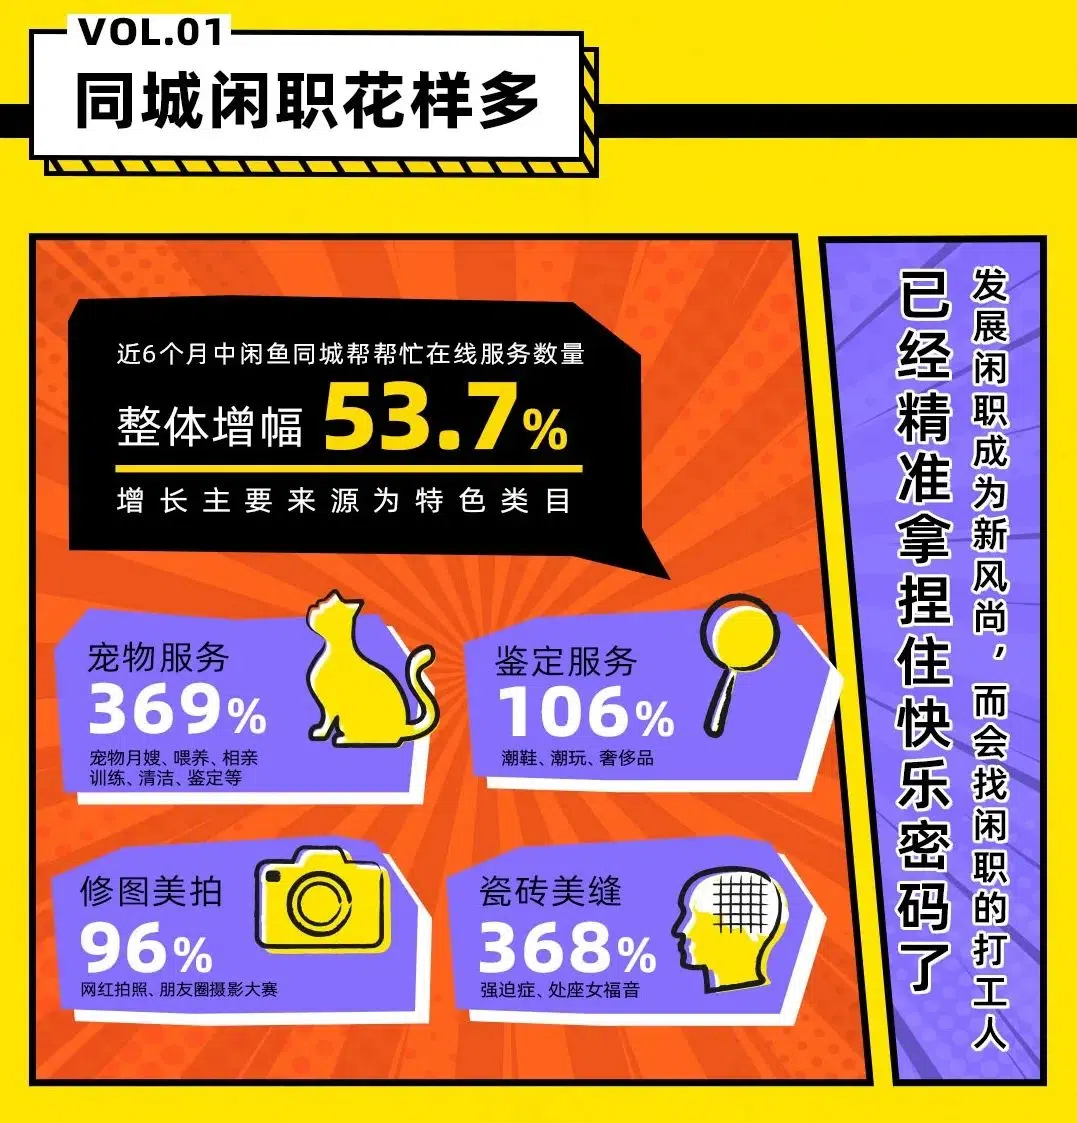 VOL.01
同城闲职花样多
近6个月中闲鱼同城帮帮忙在线服务数量
整体增幅 53.7%
增长主要来源为特色类目
宠物服务
369%
宠物月嫂、喂养、相亲
训练、清洁、鉴定等
鉴定服务
106%
潮鞋、潮玩、奢侈品
修图美拍
96%
网红拍照、朋友圈摄影大赛
瓷砖美缝
368%
强迫症、处座女福音
发展闲职成为新风尚，而会找闲职的打工人
已经精准拿捏住快乐密码了